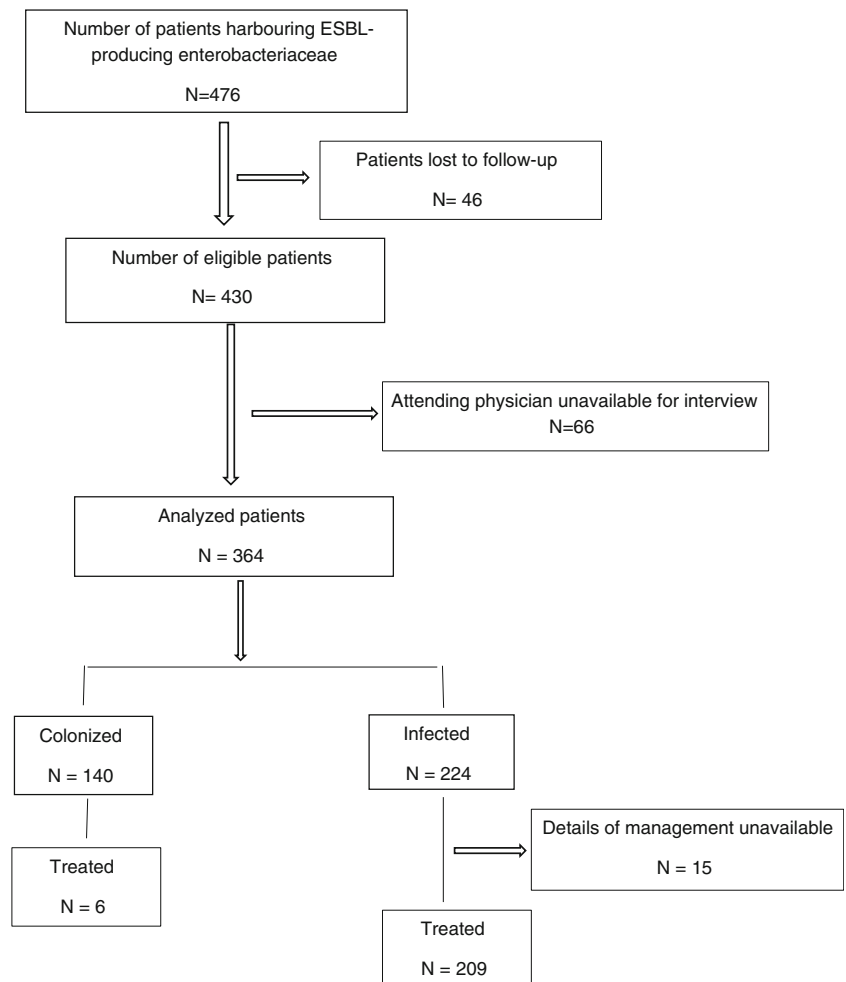 Number of patients harbouring ESBL-
producing enterobacteriaceae
N=476
Patients lost to follow-up
N= 46
Number of eligible patients
N= 430
Attending physician unavailable for interview
N=66
Analyzed patients
N = 364
Colonized
N = 140
Infected
N = 224
Details of management unavailable
N = 15
Treated
N = 6
Treated
N = 209